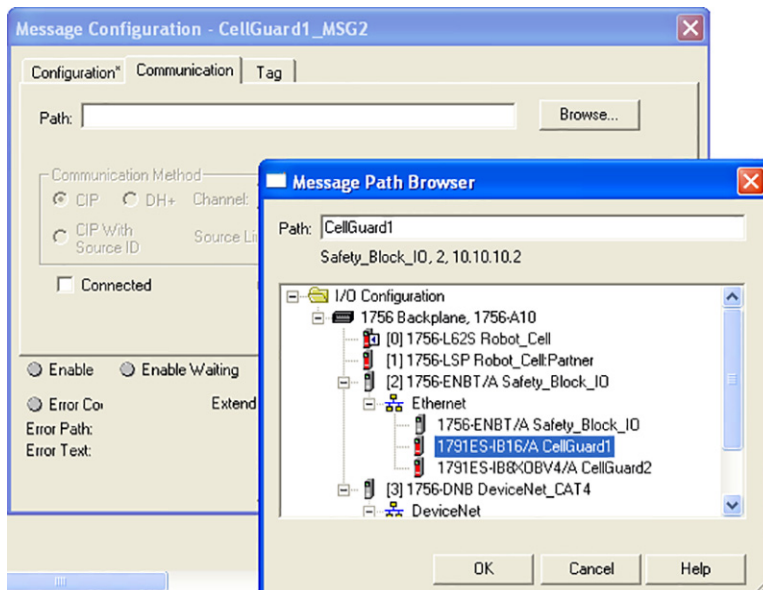 Message Configuration - CellGuard1_MSG2
Configuration* Communication Tag
Path: Browse...
Communication Method
CIP DH+ Channel:
CIP With Source ID Source Li
Connected
Enable Enable Waiting
Error Co Extend
Error Path:
Error Text:
Message Path Browser
Path: CellGuard1
Safety_Block_IO, 2, 10.10.10.2
I/O Configuration
1756 Backplane, 1756-A10
[0] 1756-L62S Robot_Cell
[1] 1756-LSP Robot_Cell:Partner
[2] 1756-ENBT/A Safety_Block_IO
Ethernet
1756-ENBT/A Safety_Block_IO
1791ES-IB16/A CellGuard1
1791ES-IB8XOBV4/A CellGuard2
[3] 1756-DNB DeviceNet_CAT4
DeviceNet
OK Cancel Help